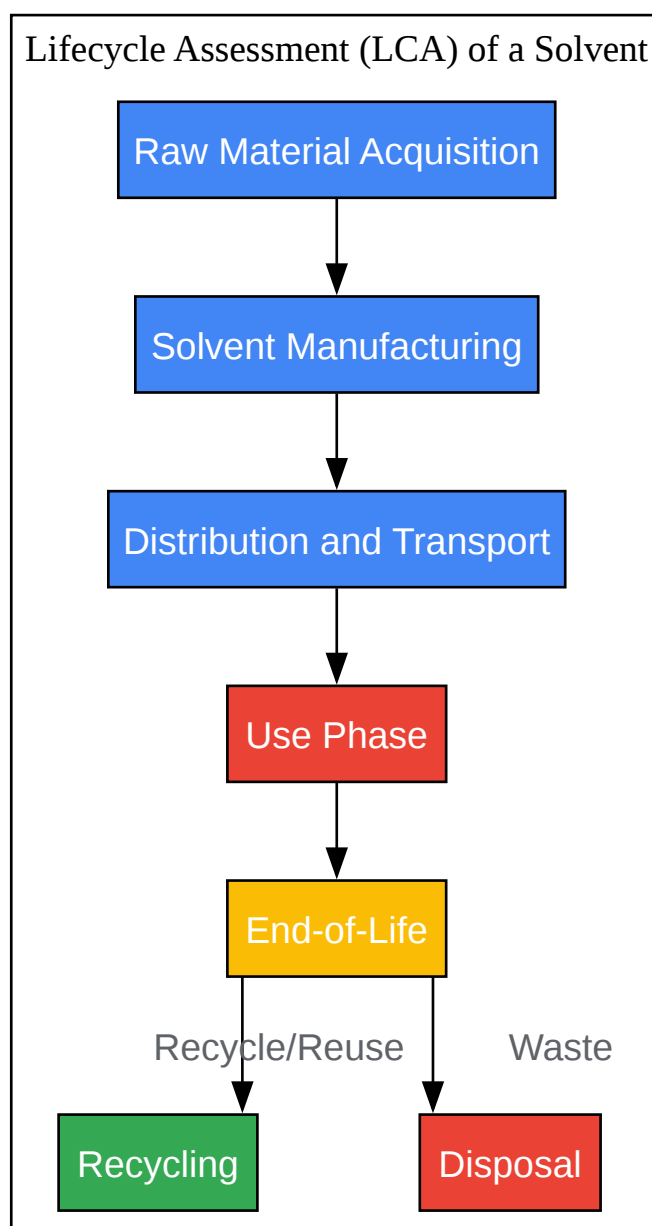 Lifecycle Assessment (LCA) of a Solvent
Raw Material Acquisition
Solvent Manufacturing
Distribution and Transport
Use Phase
End-of-Life
Recycle/Reuse
Waste
Recycling
Disposal